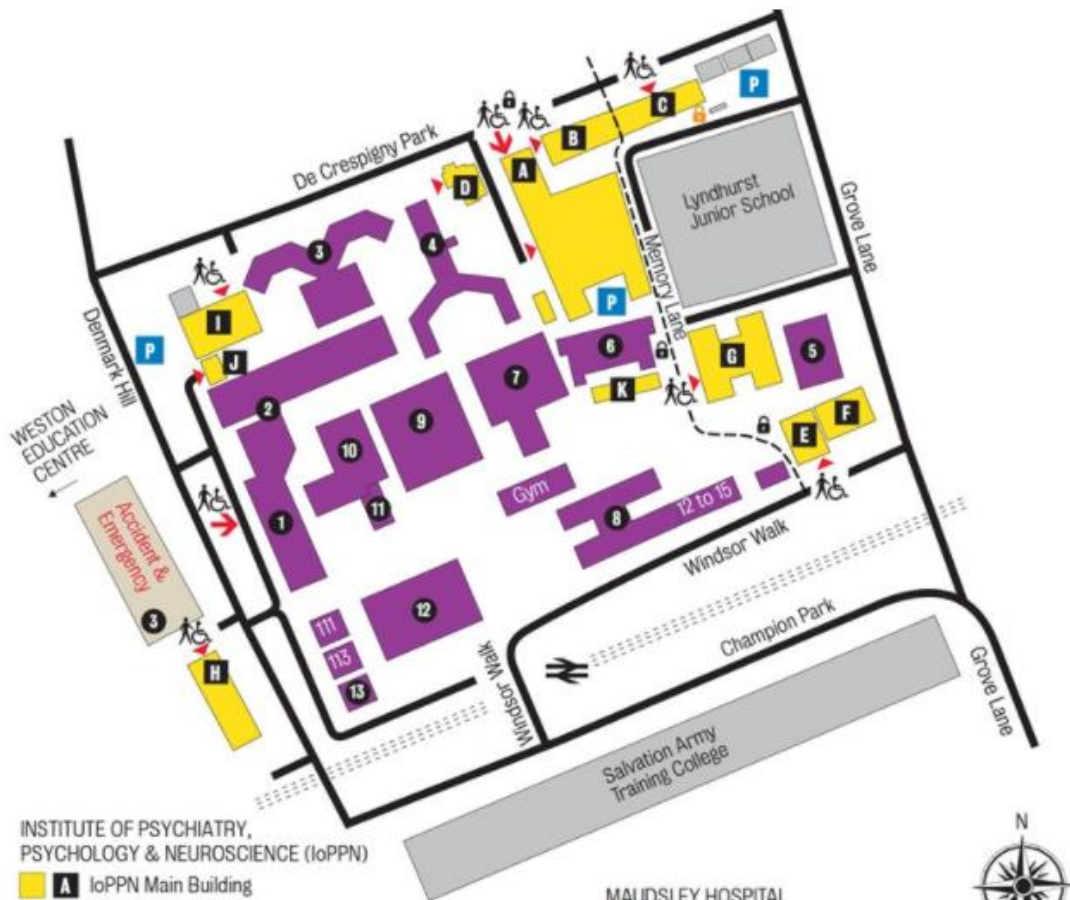 De Crespigny Park
A
B
C
P
D
3
4
Lyndhurst
Junior School
Grove Lane
Memory Lane
I
P
J
P
6
G
5
K
7
2
9
10
11
E
F
Denmark Hill
WESTON
EDUCATION
CENTRE
Accident &
Emergency
3
1
Gym
8
12 to 15
Windsor Walk
12
111
113
13
H
Windsor Walk
Champion Park
Grove Lane
Salvation Army
Training College
INSTITUTE OF PSYCHIATRY,
PSYCHOLOGY & NEUROSCIENCE (IoPPN)
A IoPPN Main Building
MAUDSLEY HOSPITAL
N